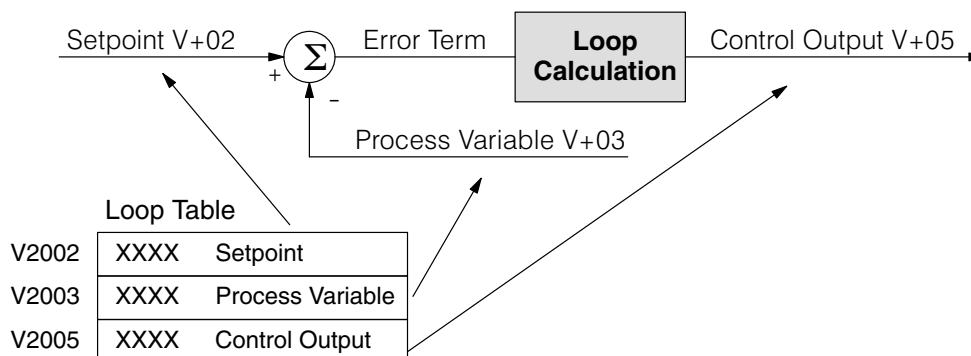 Setpoint V+02
Error Term
Loop
Calculation
Control Output V+05
+
Σ
-
Process Variable V+03
Loop Table
V2002 XXXX Setpoint
V2003 XXXX Process Variable
V2005 XXXX Control Output